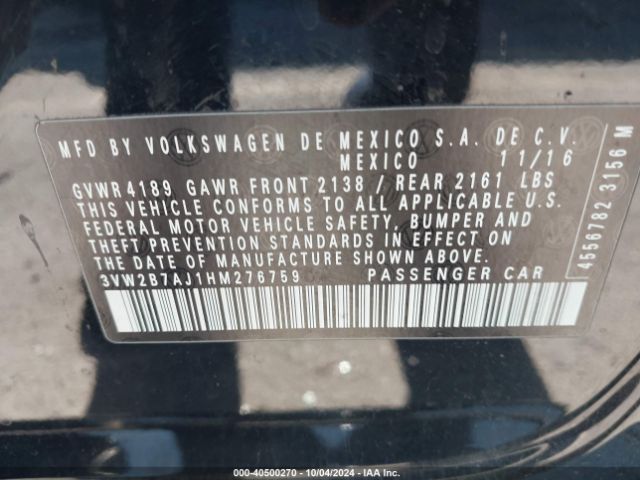 MFD BY VOLKSWAGEN DE MEXICO S.A. DE C.V.
MEXICO 11/16
GVWR 4189 GAWR FRONT 2138 / REAR 2161 LBS
THIS VEHICLE CONFORMS TO ALL APPLICABLE U.S.
FEDERAL MOTOR VEHICLE SAFETY, BUMPER AND
THEFT/PREVENTION STANDARDS IN EFFECT ON
THE DATE OF MANUFACTURE SHOWN ABOVE.
3VW2B7AJ1HM276759 PASSENGER CAR
4556782 3156 M
000-40500270 - 10/04/2024 - IAA Inc.